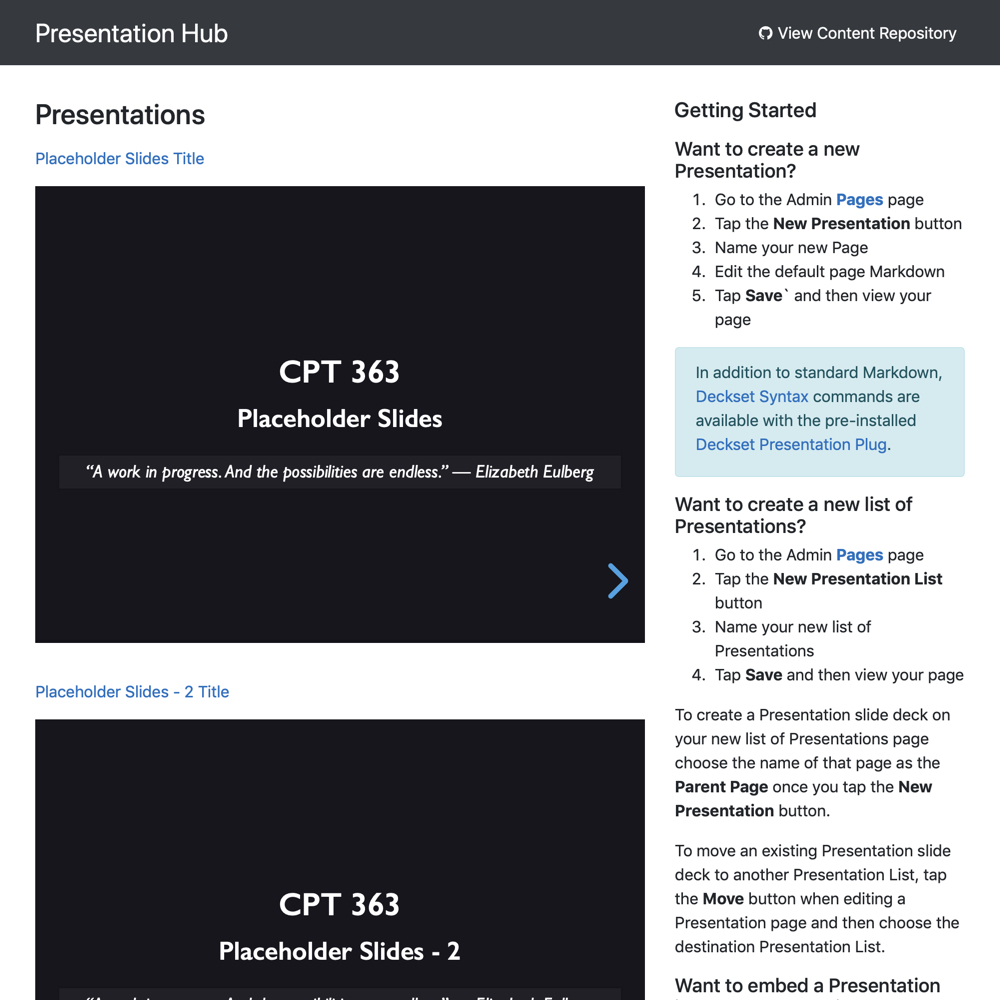 Presentation Hub
View Content Repository
Presentations
Placeholder Slides Title
CPT 363
Placeholder Slides
“A work in progress. And the possibilities are endless.” — Elizabeth Eulberg
Placeholder Slides - 2 Title
CPT 363
Placeholder Slides - 2
Getting Started
Want to create a new
Presentation?
1. Go to the Admin Pages page
2. Tap the New Presentation button
3. Name your new Page
4. Edit the default page Markdown
5. Tap Save` and then view your
page
In addition to standard Markdown,
Deckset Syntax commands are
available with the pre-installed
Deckset Presentation Plug.
Want to create a new list of
Presentations?
1. Go to the Admin Pages page
2. Tap the New Presentation List
button
3. Name your new list of
Presentations
4. Tap Save and then view your page
To create a Presentation slide deck on
your new list of Presentations page
choose the name of that page as the
Parent Page once you tap the New
Presentation button.
To move an existing Presentation slide
deck to another Presentation List, tap
the Move button when editing a
Presentation page and then choose the
destination Presentation List.
Want to embed a Presentation